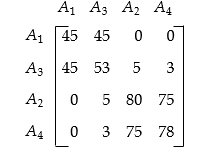 A₁ A₃ A₂ A₄
A₁ 45 45 0 0
A₃ 45 53 5 3
A₂ 0 5 80 75
A₄ 0 3 75 78